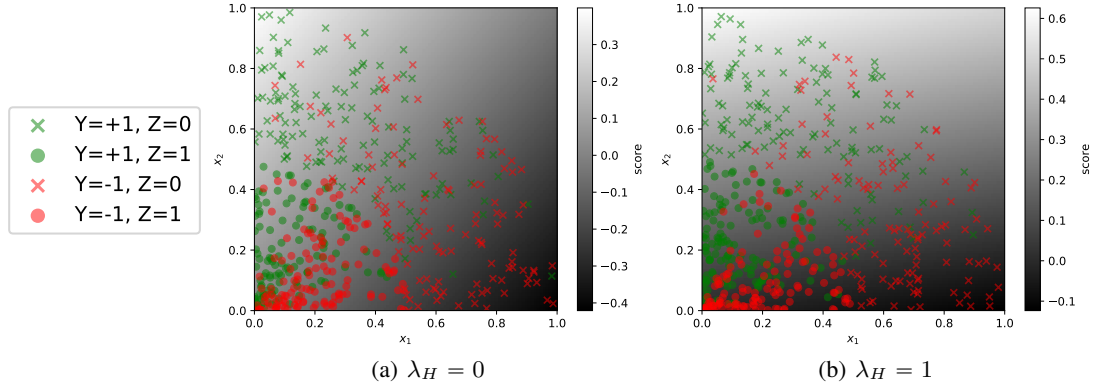 Y=+1, Z=0
Y=+1, Z=1
Y=-1, Z=0
Y=-1, Z=1
1.0
0.8
0.6
0.4
0.2
0.0
x₂
0.0 0.2 0.4 0.6 0.8 1.0
x₁
0.3
0.2
0.1
0.0
−0.1
−0.2
−0.3
−0.4
score
(a) λ_H = 0
1.0
0.8
0.6
0.4
0.2
0.0
x₂
0.0 0.2 0.4 0.6 0.8 1.0
x₁
0.6
0.5
0.4
0.3
0.2
0.1
0.0
−0.1
score
(b) λ_H = 1